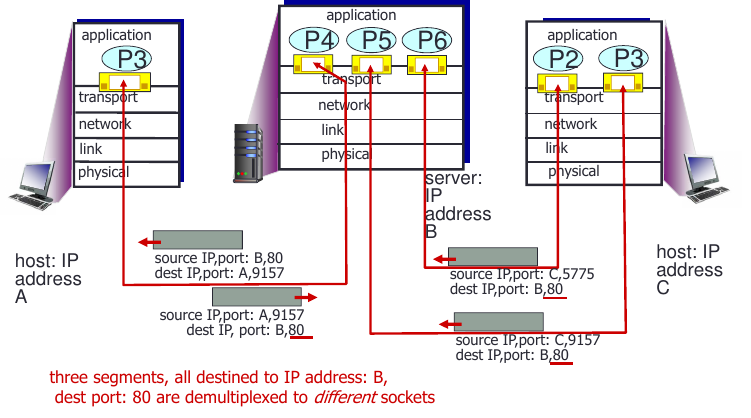 application
P3
transport
network
link
physical
application
P4 P5 P6
transport
network
link
physical
application
P2 P3
transport
network
link
physical
host: IP
address
A
server:
IP
address
B
host: IP
address
C
source IP,port: B,80
dest IP,port: A,9157
source IP,port: A,9157
dest IP, port: B,80
source IP,port: C,5775
dest IP,port: B,80
source IP,port: C,9157
dest IP,port: B,80
three segments, all destined to IP address: B,
dest port: 80 are demultiplexed to different sockets